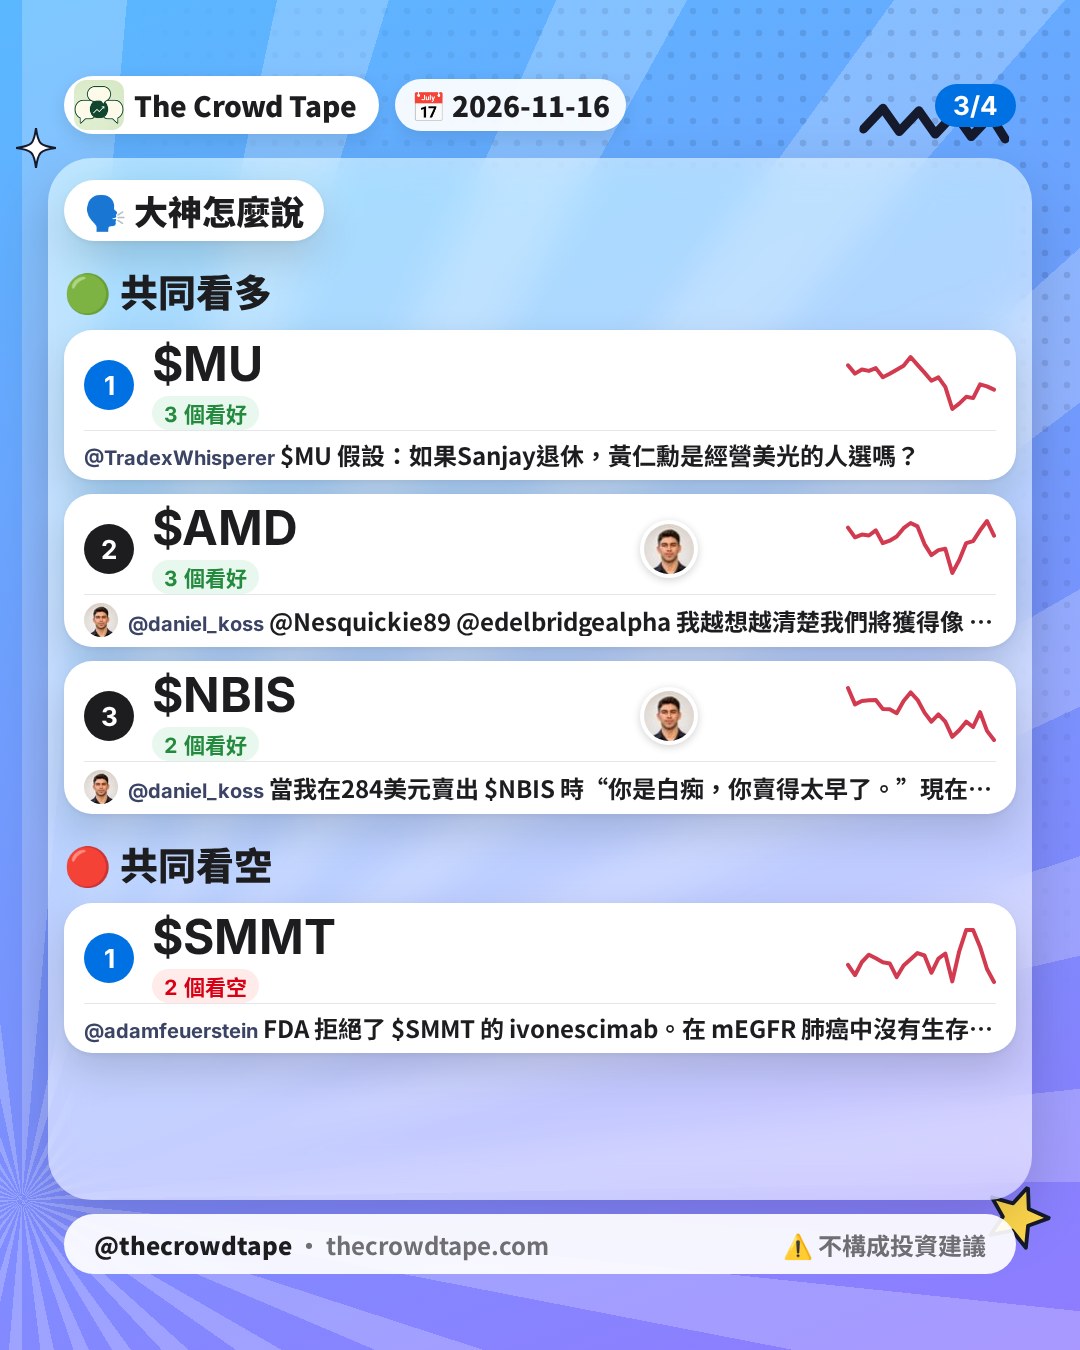 The Crowd Tape
July
17
2026-11-16
3/4
大神怎麼說
共同看多
1
$MU
3 個看好
@TradexWhisperer $MU 假設：如果Sanjay退休，黃仁勳是經營美光的人選嗎？
2
$AMD
3 個看好
@daniel_koss @Nesquickie89 @edelbridgealpha 我越想越清楚我們將獲得像 …
3
$NBIS
2 個看好
@daniel_koss 當我在284美元賣出 $NBIS 時“你是白痴，你賣得太早了。”現在…
共同看空
1
$SMMT
2 個看空
@adamfeuerstein FDA 拒絕了 $SMMT 的 ivonescimab。在 mEGFR 肺癌中沒有生存…
@thecrowdtape • thecrowdtape.com
不構成投資建議